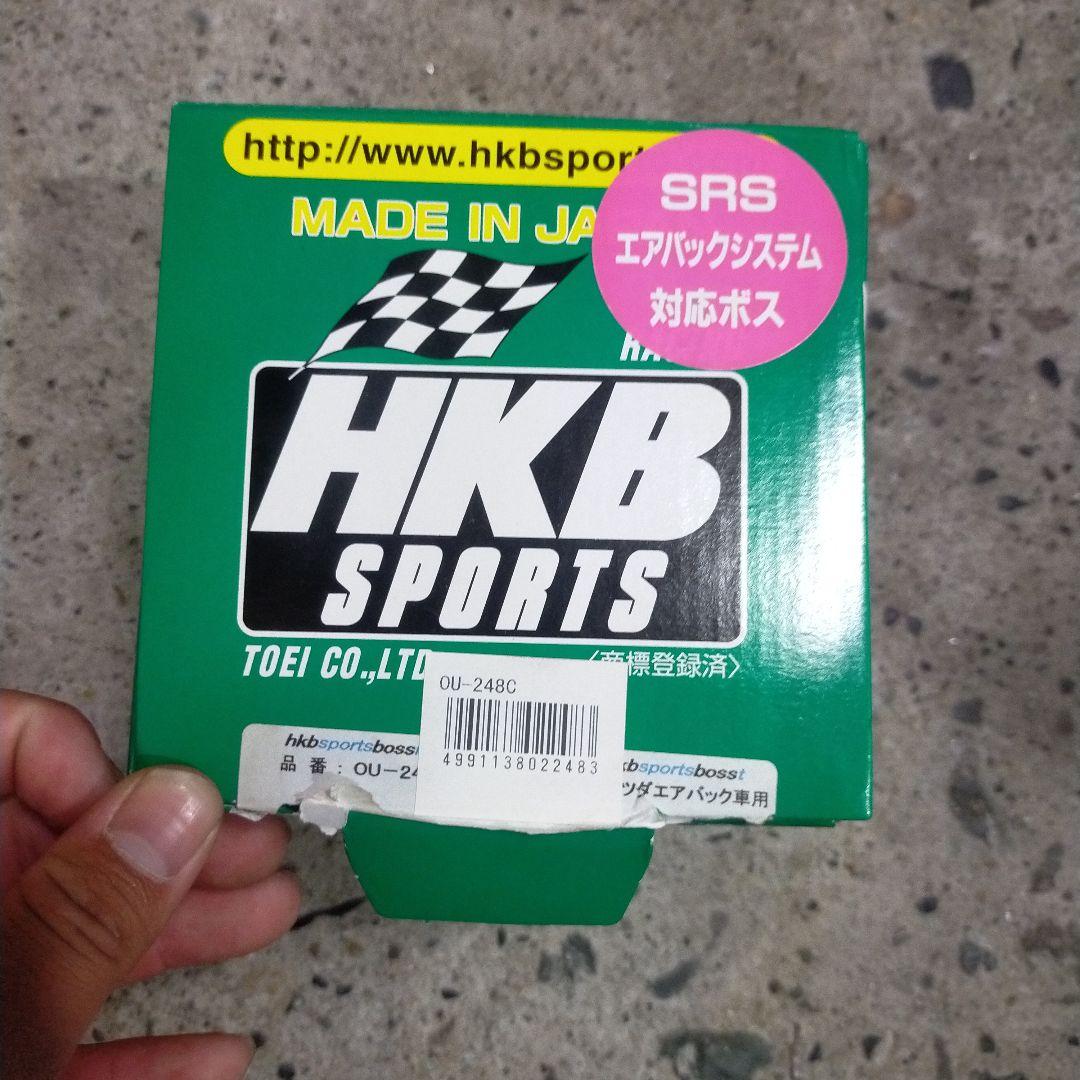 http://www.hkbspor
MADE IN JA
SRS
エアバックシステム
対応ボス
HKB
SPORTS
TOEI CO.,LTD
〈商標登録済〉
OU-248C
4991138022483
hkbsportsboss
品 番 : OU-24
kbsportsbosst
ツダエアバック車用